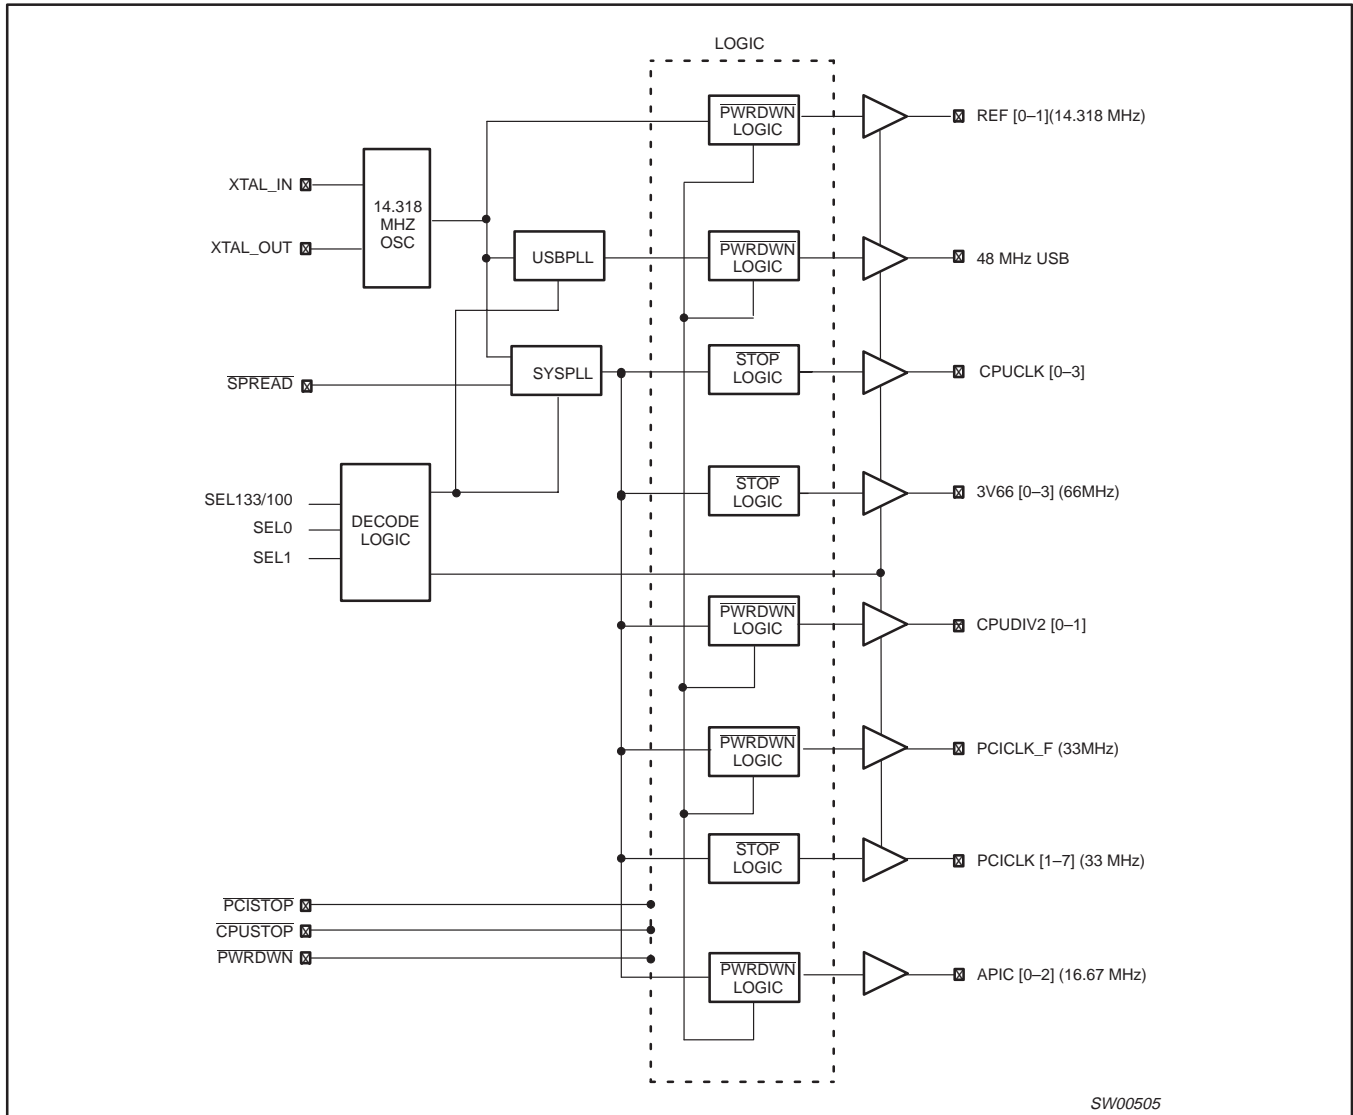 LOGIC
PWRDWN
LOGIC
REF [0–1](14.318 MHz)
XTAL_IN
14.318
MHZ
OSC
XTAL_OUT
USBPLL
PWRDWN
LOGIC
48 MHz USB
SPREAD
SYSPLL
STOP
LOGIC
CPUCLK [0–3]
SEL133/100
SEL0
SEL1
DECODE
LOGIC
STOP
LOGIC
3V66 [0–3] (66MHz)
PWRDWN
LOGIC
CPUDIV2 [0–1]
PWRDWN
LOGIC
PCICLK_F (33MHz)
STOP
LOGIC
PCICLK [1–7] (33 MHz)
PCISTOP
CPUSTOP
PWRDWN
PWRDWN
LOGIC
APIC [0–2] (16.67 MHz)
SW00505